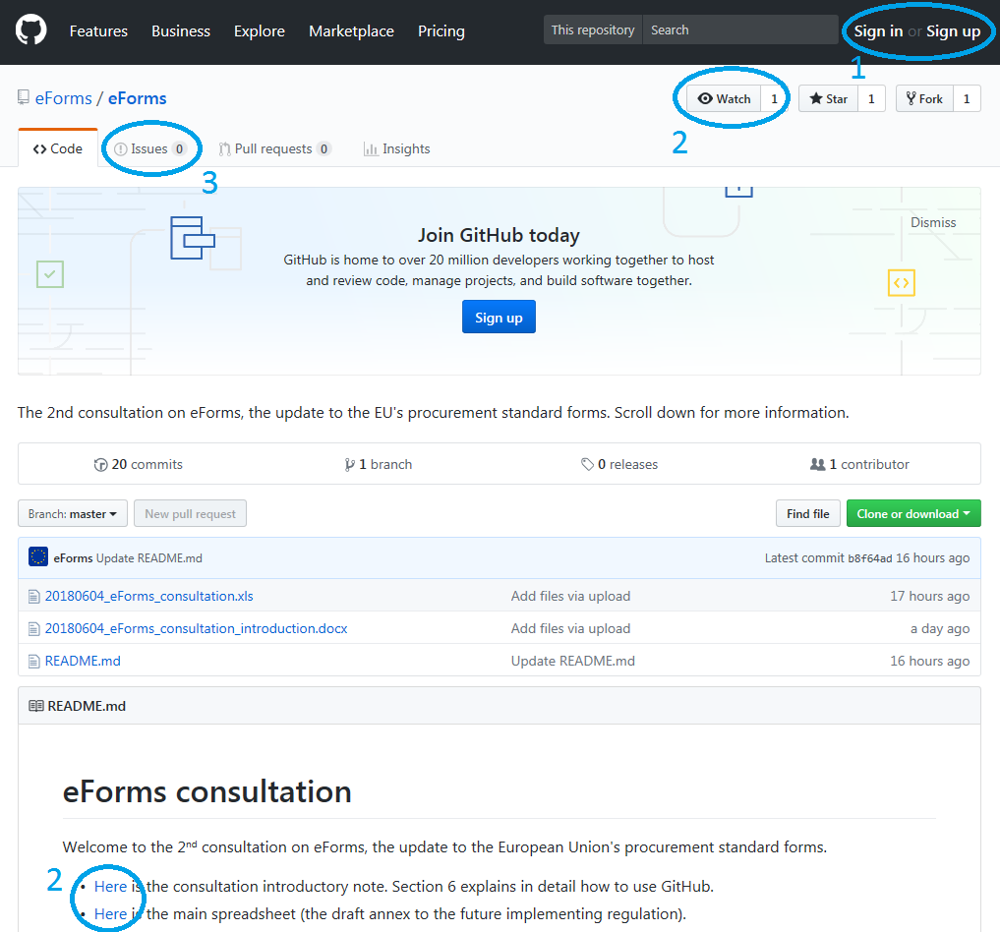 Features Business Explore Marketplace Pricing This repository Search Sign in or Sign up
1
eForms / eForms Watch 1 Star 1 Fork 1
2
Code Issues 0 Pull requests 0 Insights
3
Join GitHub today Dismiss
GitHub is home to over 20 million developers working together to host
and review code, manage projects, and build software together.
Sign up
The 2nd consultation on eForms, the update to the EU's procurement standard forms. Scroll down for more information.
20 commits 1 branch 0 releases 1 contributor
Branch: master New pull request Find file Clone or download
eForms Update README.md Latest commit b8f64ad 16 hours ago
20180604_eForms_consultation.xls Add files via upload 17 hours ago
20180604_eForms_consultation_introduction.docx Add files via upload a day ago
README.md Update README.md 16 hours ago
README.md
eForms consultation
Welcome to the 2nd consultation on eForms, the update to the European Union's procurement standard forms.
2
• Here is the consultation introductory note. Section 6 explains in detail how to use GitHub.
• Here is the main spreadsheet (the draft annex to the future implementing regulation).